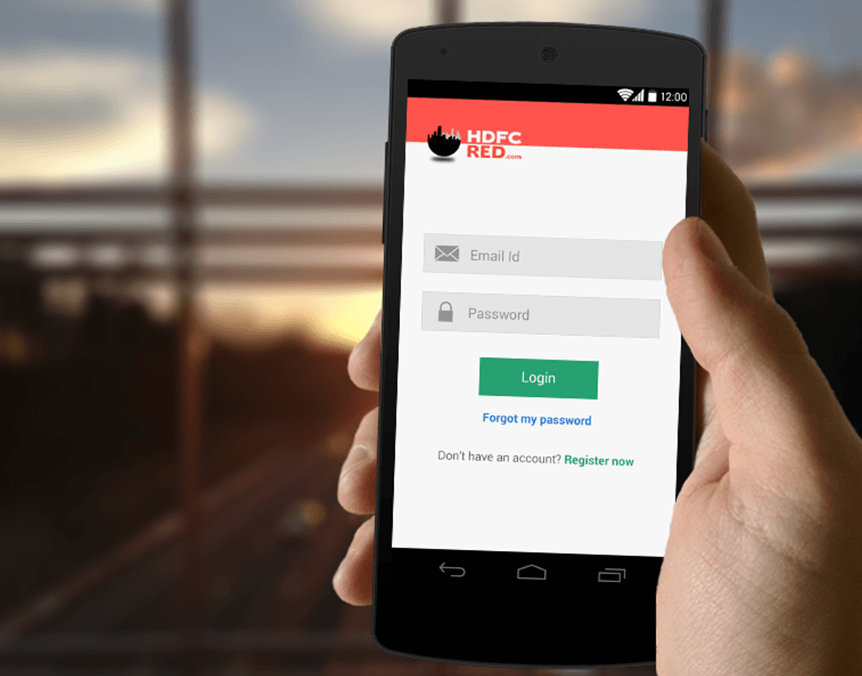 12:00
HDFC
RED.com
Email Id
Password
Login
Forgot my password
Don't have an account? Register now